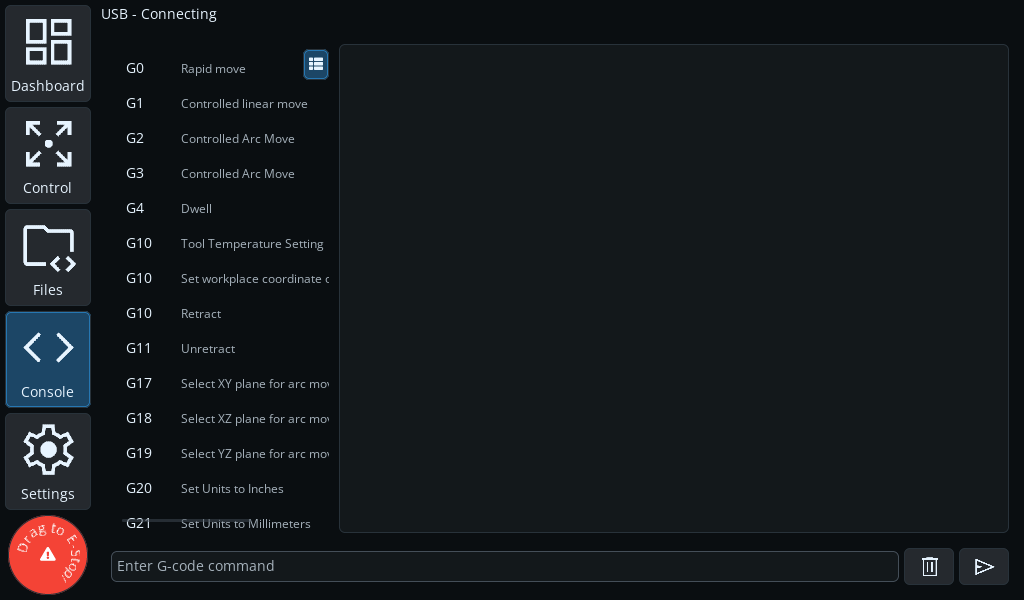 USB - Connecting
Dashboard
Control
Files
Console
Settings
Drag to E-Stop!
G0 Rapid move
G1 Controlled linear move
G2 Controlled Arc Move
G3 Controlled Arc Move
G4 Dwell
G10 Tool Temperature Setting
G10 Set workplace coordinate
G10 Retract
G11 Unretract
G17 Select XY plane for arc
G18 Select XZ plane for arc
G19 Select YZ plane for arc
G20 Set Units to Inches
G21 Set Units to Millimeters
Enter G-code command